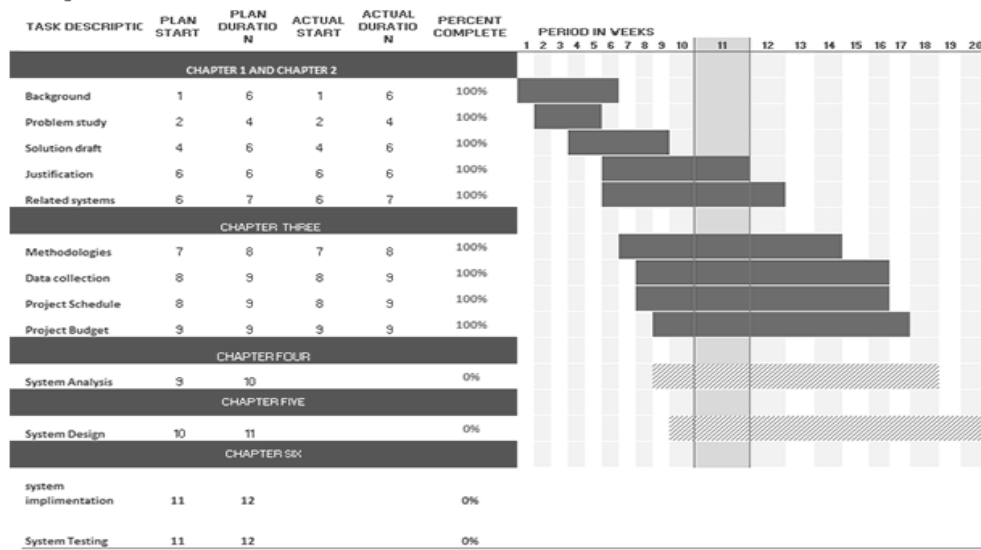 TASK DESCRIPTIC PLAN START PLAN DURATIO N ACTUAL START ACTUAL DURATIO N PERCENT COMPLETE PERIOD IN WEEKS
1 2 3 4 5 6 7 8 9 10 11 12 13 14 15 16 17 18 19 20
CHAPTER 1 AND CHAPTER 2
Background 1 6 1 6 100%
Problem study 2 4 2 4 100%
Solution draft 4 6 4 6 100%
Justification 6 6 6 6 100%
Related systems 6 7 6 7 100%
CHAPTER THREE
Methodologies 7 8 7 8 100%
Data collection 8 9 8 9 100%
Project Schedule 8 9 8 9 100%
Project Budget 9 9 9 9 100%
CHAPTER FOUR
System Analysis 9 10 0%
CHAPTER FIVE
System Design 10 11 0%
CHAPTER SIX
system
implimentation 11 12 0%
System Testing 11 12 0%